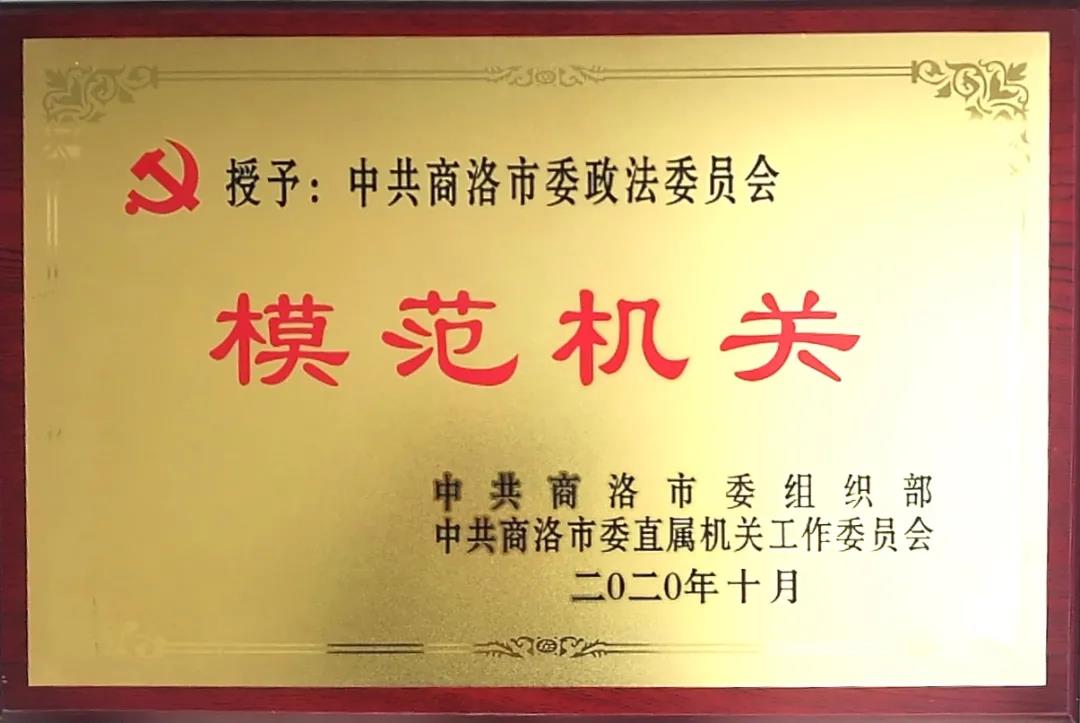 授予：中共商洛市委政法委员会
模范机关
中共商洛市委组织部
中共商洛市委直属机关工作委员会
二〇二〇年十月